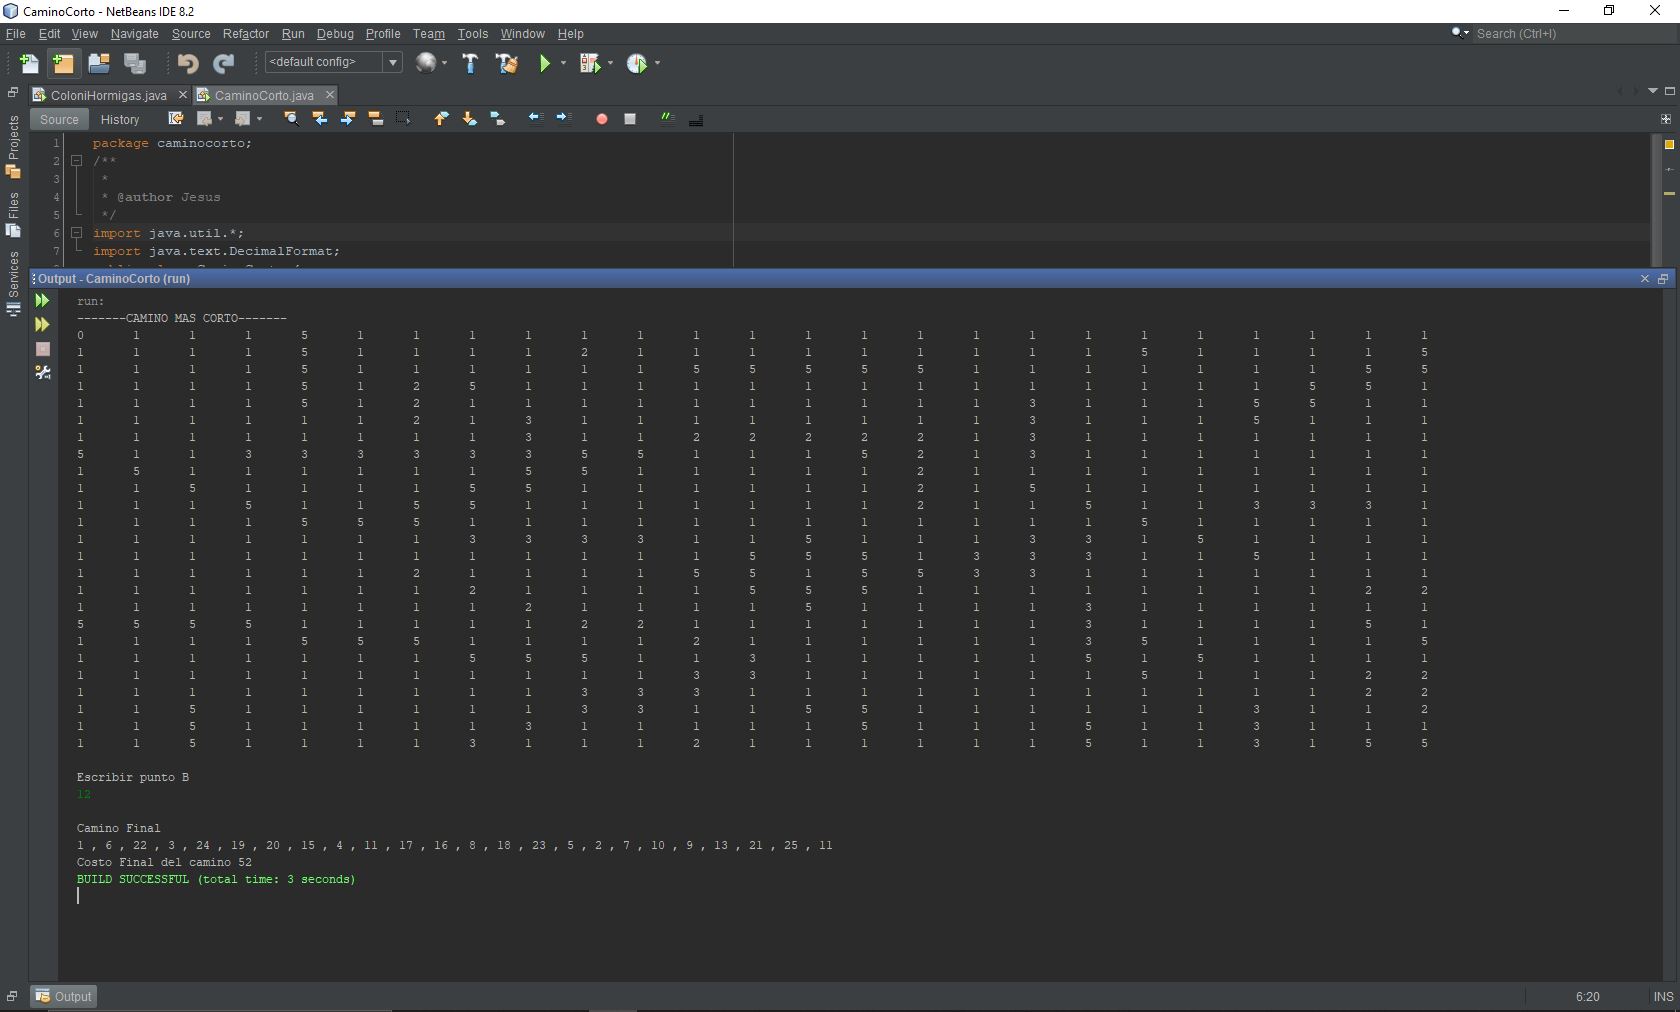 CaminoCorto - NetBeans IDE 8.2
File Edit View Navigate Source Refactor Run Debug Profile Team Tools Window Help
Search (Ctrl+I)
<default config>
ColoniHormigas.java
CaminoCorto.java
Source History
Projects
Files
Services
1 package caminocorto;
2 /**
3 *
4 * @author Jesus
5 */
6 import java.util.*;
7 import java.text.DecimalFormat;
Output - CaminoCorto (run)
run:
-------CAMINO MAS CORTO-------
0 1 1 1 5 1 1 1 1 1 1 1 1 1 1 1 1 1 1 1 1 1 1 1 1
1 1 1 1 5 1 1 1 1 2 1 1 1 1 1 1 1 1 1 5 1 1 1 1 5
1 1 1 1 5 1 1 1 1 1 1 5 5 5 5 5 1 1 1 1 1 1 1 5 5
1 1 1 1 5 1 2 5 1 1 1 1 1 1 1 1 1 1 1 1 1 1 5 5 1
1 1 1 1 5 1 2 1 1 1 1 1 1 1 1 1 1 3 1 1 1 5 5 1 1
1 1 1 1 1 1 2 1 3 1 1 1 1 1 1 1 1 3 1 1 1 5 1 1 1
1 1 1 1 1 1 1 1 3 1 1 2 2 2 2 2 1 3 1 1 1 1 1 1 1
5 1 1 3 3 3 3 3 3 5 5 1 1 1 5 2 1 3 1 1 1 1 1 1 1
1 5 1 1 1 1 1 1 5 5 1 1 1 1 1 2 1 1 1 1 1 1 1 1 1
1 1 5 1 1 1 1 5 5 1 1 1 1 1 1 2 1 5 1 1 1 1 1 1 1
1 1 1 5 1 1 5 5 1 1 1 1 1 1 1 2 1 1 5 1 1 3 3 3 1
1 1 1 1 5 5 5 1 1 1 1 1 1 1 1 1 1 1 1 5 1 1 1 1 1
1 1 1 1 1 1 1 3 3 3 3 1 1 5 1 1 1 3 3 1 5 1 1 1 1
1 1 1 1 1 1 1 1 1 1 1 1 5 5 5 1 3 3 3 1 1 5 1 1 1
1 1 1 1 1 1 2 1 1 1 1 5 5 1 5 5 3 3 1 1 1 1 1 1 1
1 1 1 1 1 1 1 2 1 1 1 1 5 5 5 1 1 1 1 1 1 1 1 2 2
1 1 1 1 1 1 1 1 2 1 1 1 1 5 1 1 1 1 3 1 1 1 1 1 1
5 5 5 5 1 1 1 1 1 2 2 1 1 1 1 1 1 1 3 1 1 1 1 5 1
1 1 1 1 5 5 5 1 1 1 1 2 1 1 1 1 1 1 3 5 1 1 1 1 5
1 1 1 1 1 1 1 5 5 5 1 1 3 1 1 1 1 1 5 1 5 1 1 1 1
1 1 1 1 1 1 1 1 1 1 1 3 3 1 1 1 1 1 1 5 1 1 1 2 2
1 1 1 1 1 1 1 1 1 3 3 3 1 1 1 1 1 1 1 1 1 1 1 2 2
1 1 5 1 1 1 1 1 1 3 3 1 1 5 5 1 1 1 1 1 1 3 1 1 2
1 1 5 1 1 1 1 1 3 1 1 1 1 1 5 1 1 1 5 1 1 3 1 1 1
1 1 5 1 1 1 1 3 1 1 1 2 1 1 1 1 1 1 5 1 1 3 1 5 5
Escribir punto B
12
Camino Final
1 , 6 , 22 , 3 , 24 , 19 , 20 , 15 , 4 , 11 , 17 , 16 , 8 , 18 , 23 , 5 , 2 , 7 , 10 , 9 , 13 , 21 , 25 , 11
Costo Final del camino 52
BUILD SUCCESSFUL (total time: 3 seconds)
Output
6:20 INS